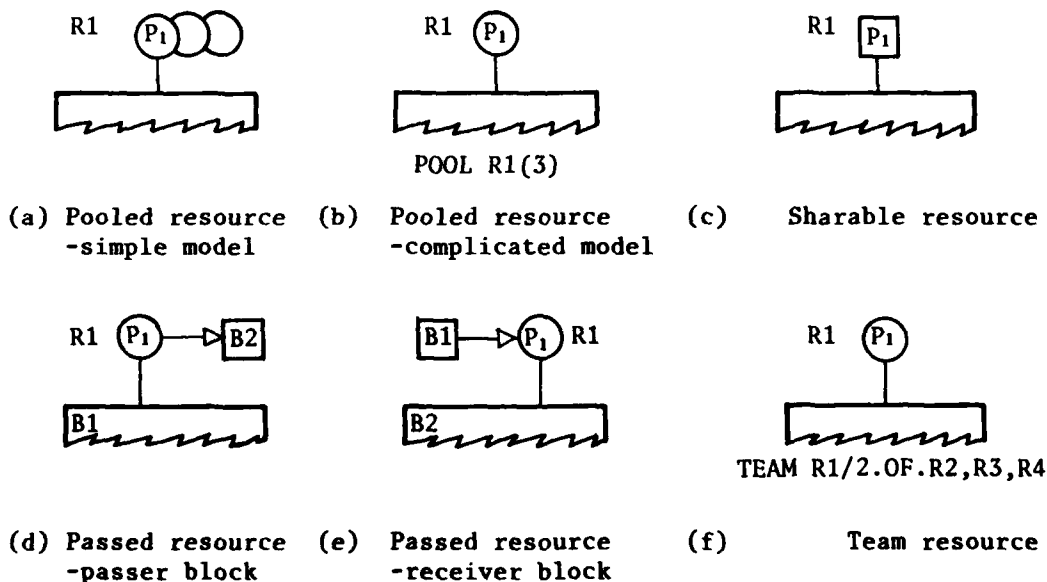 R1 P₁ R1 P₁ R1 P₁
POOL R1(3)
(a) Pooled resource (b) Pooled resource (c) Sharable resource
-simple model -complicated model
R1 P₁ B2 B1 P₁ R1 R1 P₁
B1 B2
TEAM R1/2.OF.R2,R3,R4
(d) Passed resource (e) Passed resource (f) Team resource
-passer block -receiver block